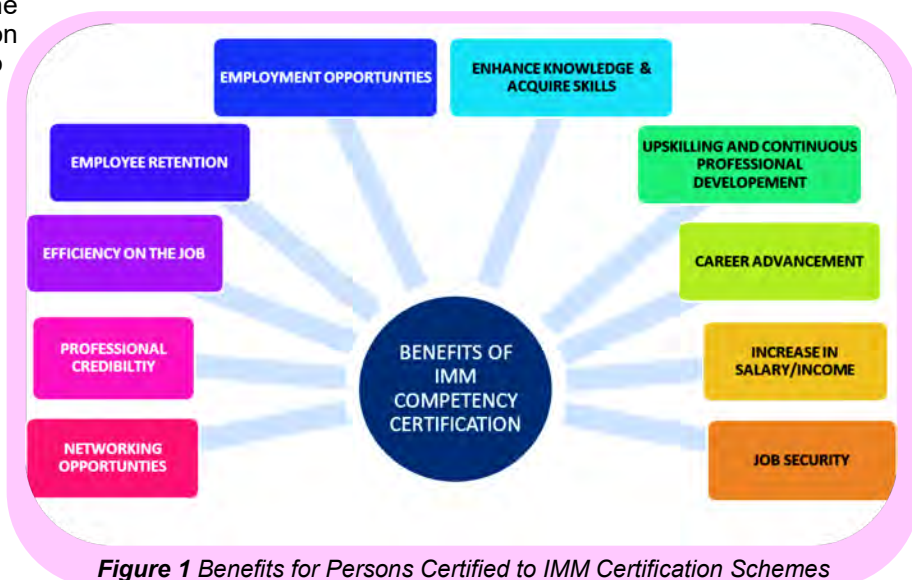 ne
on
o
EMPLOYMENT OPPORTUNTIES
ENHANCE KNOWLEDGE &
ACQUIRE SKILLS
EMPLOYEE RETENTION
UPSKILLING AND CONTINUOUS
PROFESSIONAL
DEVELOPEMENT
EFFICIENCY ON THE JOB
CAREER ADVANCEMENT
PROFESSIONAL
CREDIBILTIY
INCREASE IN
SALARY/INCOME
NETWORKING
OPPORTUNTIES
JOB SECURITY
BENEFITS OF
IMM
COMPETENCY
CERTIFICATION
Figure 1 Benefits for Persons Certified to IMM Certification Schemes